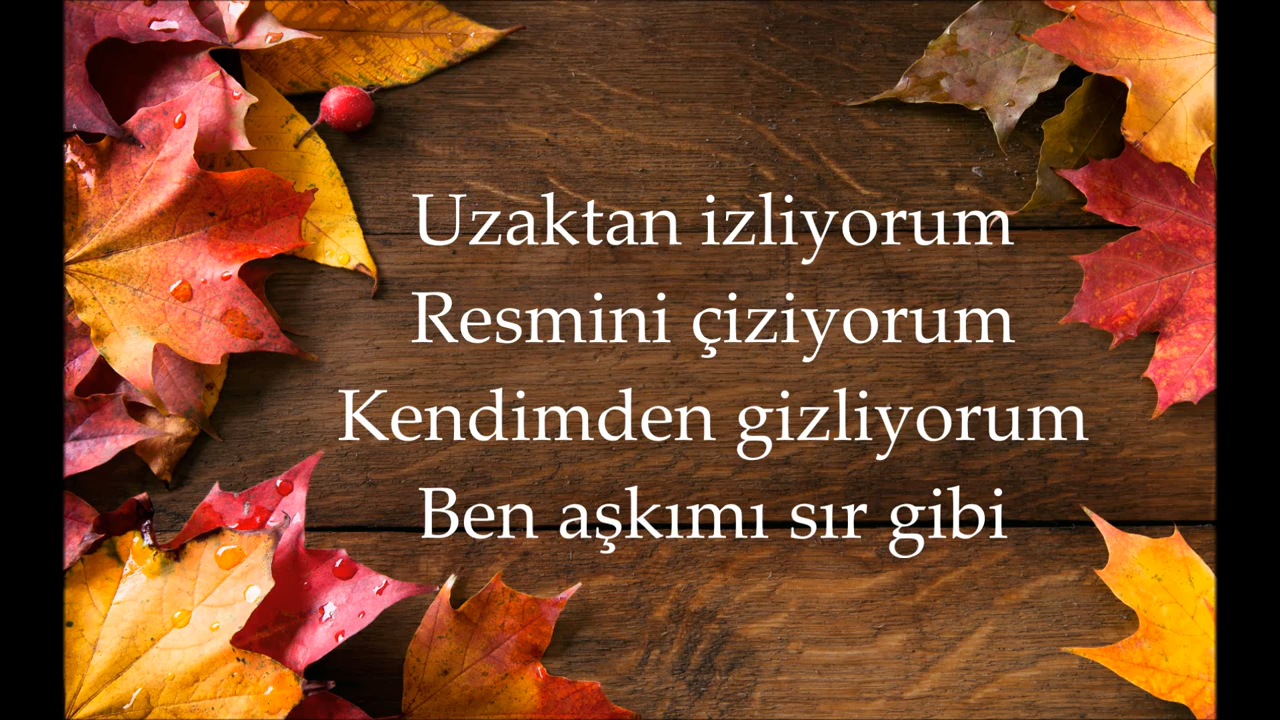 Uzaktan izliyorum
Resmini çiziyorum
Kendimden gizliyorum
Ben aşkımı sır gibi